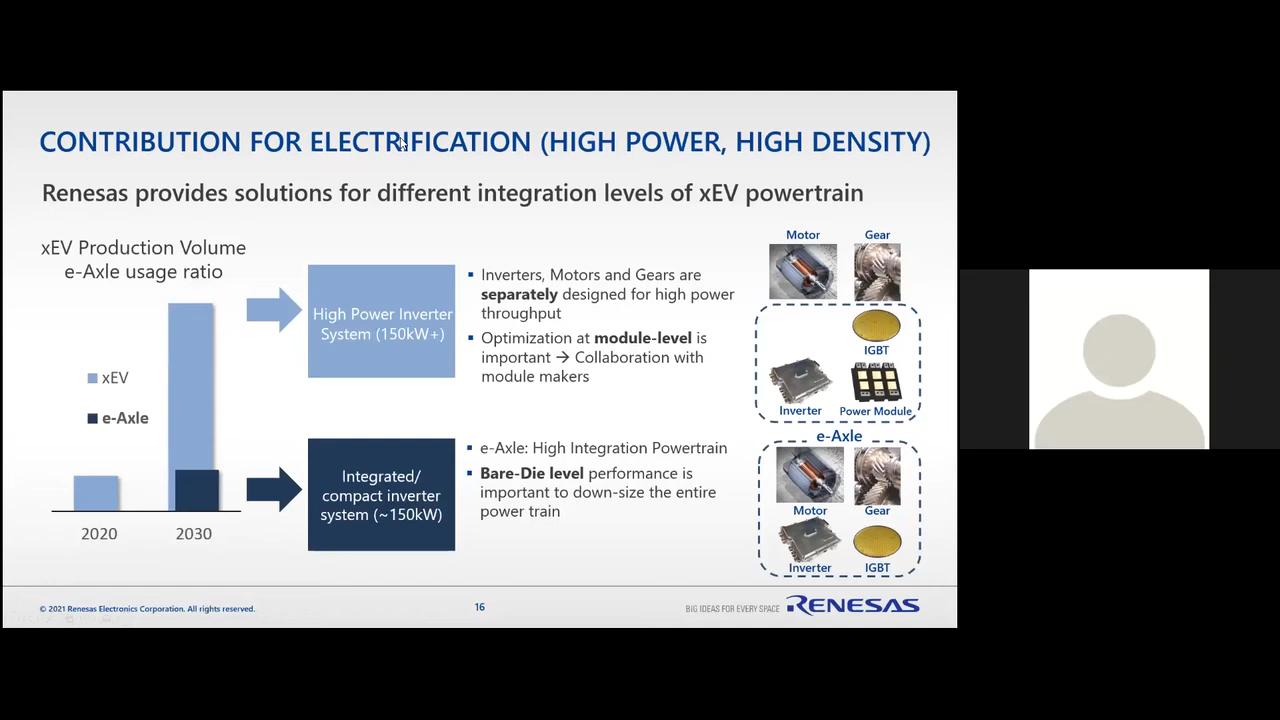 CONTRIBUTION FOR ELECTRIFICATION (HIGH POWER, HIGH DENSITY)
Renesas provides solutions for different integration levels of xEV powertrain
xEV Production Volume
e-Axle usage ratio
xEV
e-Axle
2020
2030
High Power Inverter
System (150kW+)
▪ Inverters, Motors and Gears are
separately designed for high power
throughput
▪ Optimization at module-level is
important → Collaboration with
module makers
Integrated/
compact inverter
system (~150kW)
▪ e-Axle: High Integration Powertrain
▪ Bare-Die level performance is
important to down-size the entire
power train
Motor
Gear
IGBT
Inverter
Power Module
e-Axle
Motor
Gear
Inverter
IGBT
© 2021 Renesas Electronics Corporation. All rights reserved.
16
BIG IDEAS FOR EVERY SPACE
RENESAS